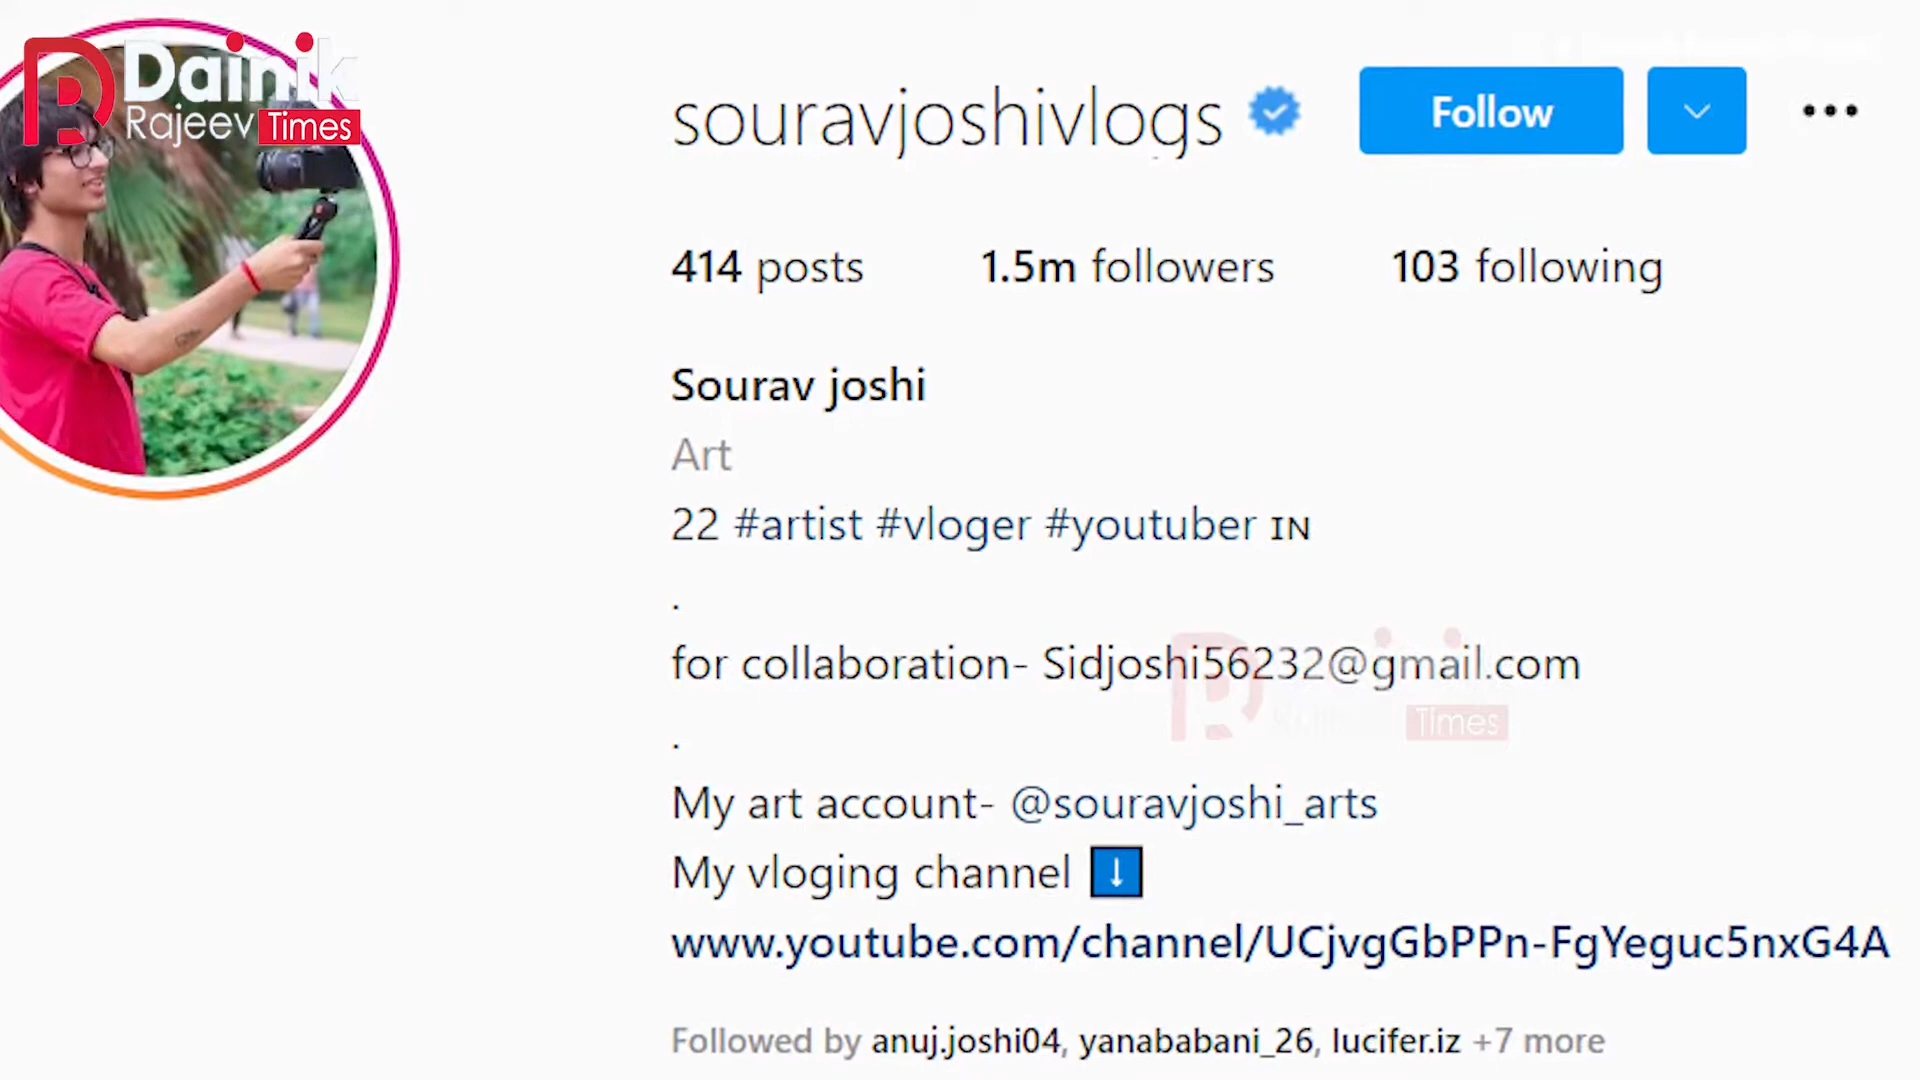 Dainik
Rajeev Times
souravjoshivlogs
Follow
414 posts 1.5m followers 103 following
Sourav joshi
Art
22 #artist #vloger #youtuber IN
.
for collaboration- Sidjoshi56232@gmail.com
Times
.
My art account- @souravjoshi_arts
My vloging channel ⬇
www.youtube.com/channel/UCjvgGbPPn-FgYeguc5nxG4A
Followed by anuj.joshi04, yanababani_26, lucifer.iz +7 more